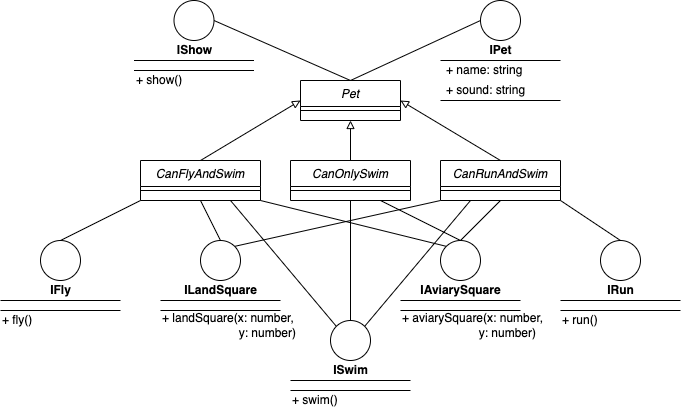 IShow
+ show()
IPet
+ name: string
+ sound: string
Pet
CanFlyAndSwim
CanOnlySwim
CanRunAndSwim
IFly
+ fly()
ILandSquare
+ landSquare(x: number,
y: number)
IAviarySquare
+ aviarySquare(x: number,
y: number)
IRun
+ run()
ISwim
+ swim()